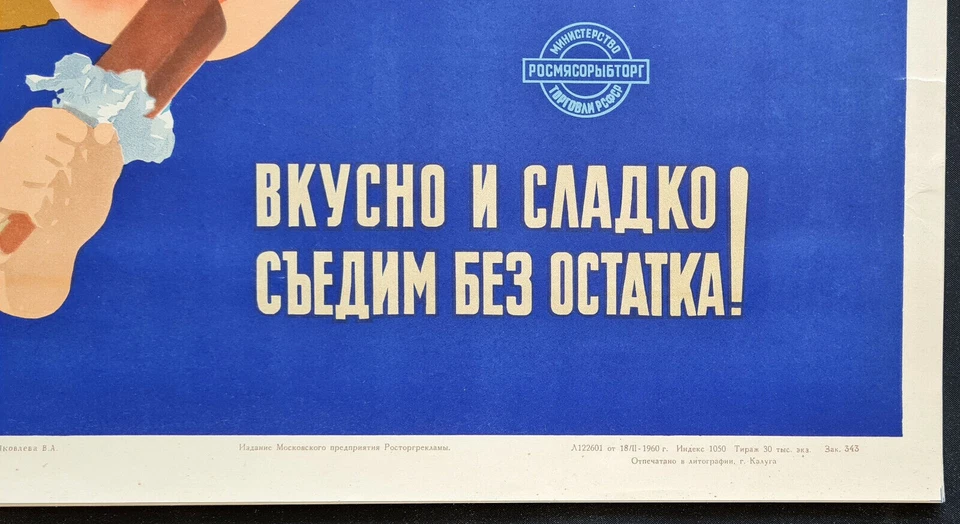 МИНИСТЕРСТВО
РОСМЯСОРЫБТОРГ
ТОРГОВЛИ РСФСР
ВКУСНО И СЛАДКО
СЪЕДИМ БЕЗ ОСТАТКА!
Яковлева В.А.
Издание Московского предприятия Росторгрекламы.
Л122601 от 18/II-1960 г. Индекс 1050 Тираж 30 тыс. экз. Зак. 343
Отпечатано в литографии, г. Калуга